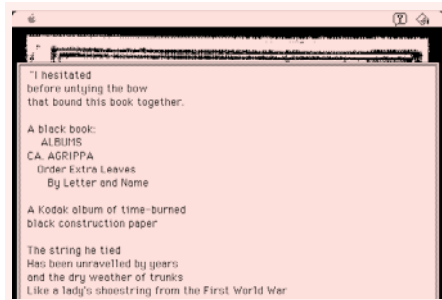 "I hesitated
before untying the bow
that bound this book together.
A black book:
ALBUMS
CA. AGRIPPA
Order Extra Leaves
By Letter and Name
A Kodak album of time-burned
black construction paper
The string he tied
Has been unravelled by years
and the dry weather of trunks
Like a lady's shoestring from the First World War